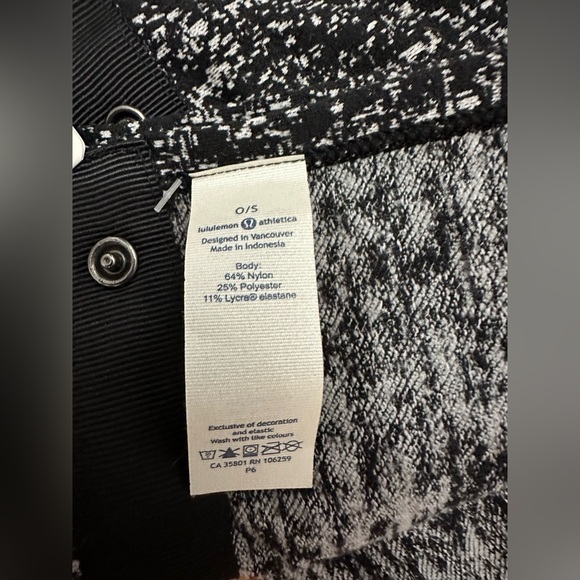 O/S
lululemon athletica
Designed in Vancouver
Made in Indonesia
Body:
64% Nylon
25% Polyester
11% Lycra® elastane
Exclusive of decoration
and elastic
Wash with like colours
CA 35801 RN 106259
P6